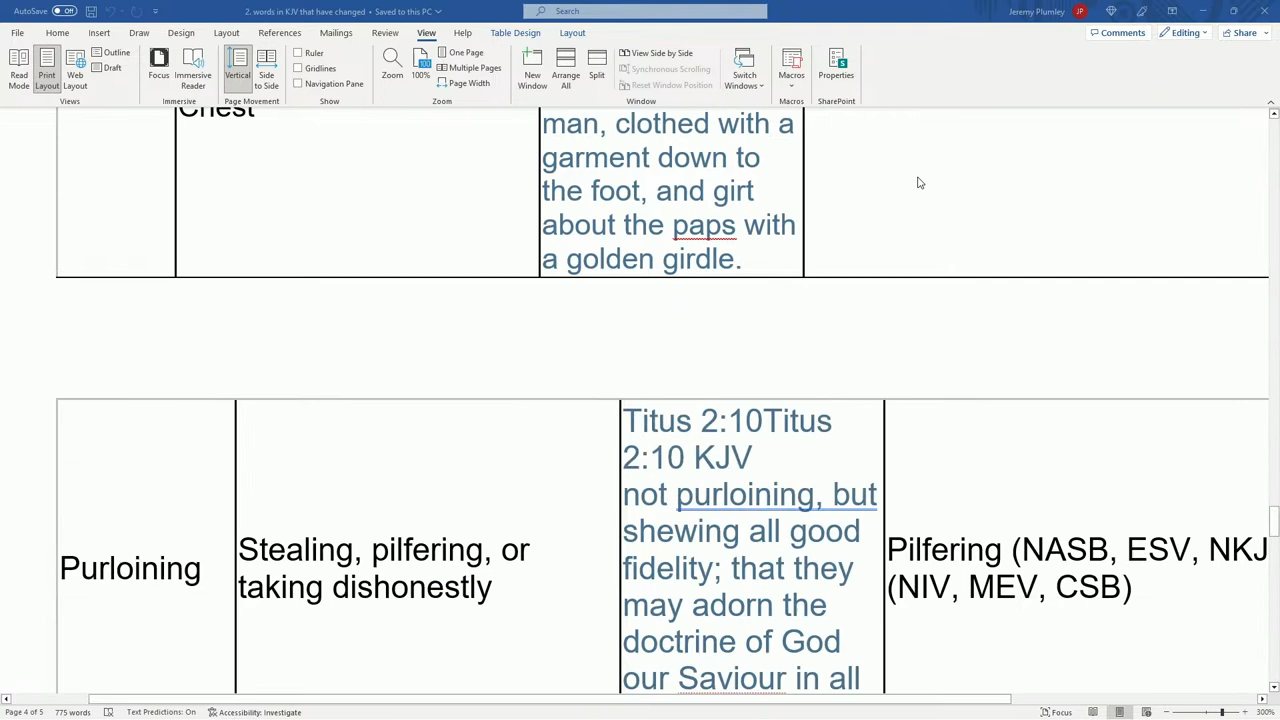 AutoSave Off 2. words in KJV that have changed • Saved to this PC Search Jeremy Plumley JP
File Home Insert Draw Design Layout References Mailings Review View Help Table Design Layout Comments Editing Share
Read Mode
Print Layout
Web Layout
Outline
Draft
Views
Focus
Immersive Reader
Immersive
Vertical
Side to Side
Page Movement
Ruler
Gridlines
Navigation Pane
Show
Zoom
100
100%
One Page
Multiple Pages
Page Width
Zoom
New Window
Arrange All
Split
View Side by Side
Synchronous Scrolling
Reset Window Position
Window
Switch Windows
Macros
Macros
Properties
SharePoint
Chest
man, clothed with a
garment down to
the foot, and girt
about the paps with
a golden girdle.
Purloining
Stealing, pilfering, or
taking dishonestly
Titus 2:10Titus
2:10 KJV
not purloining, but
shewing all good
fidelity; that they
may adorn the
doctrine of God
our Saviour in all
Pilfering (NASB, ESV, NKJ
(NIV, MEV, CSB)
Page 4 of 5 775 words Text Predictions: On Accessibility: Investigate Focus 300%